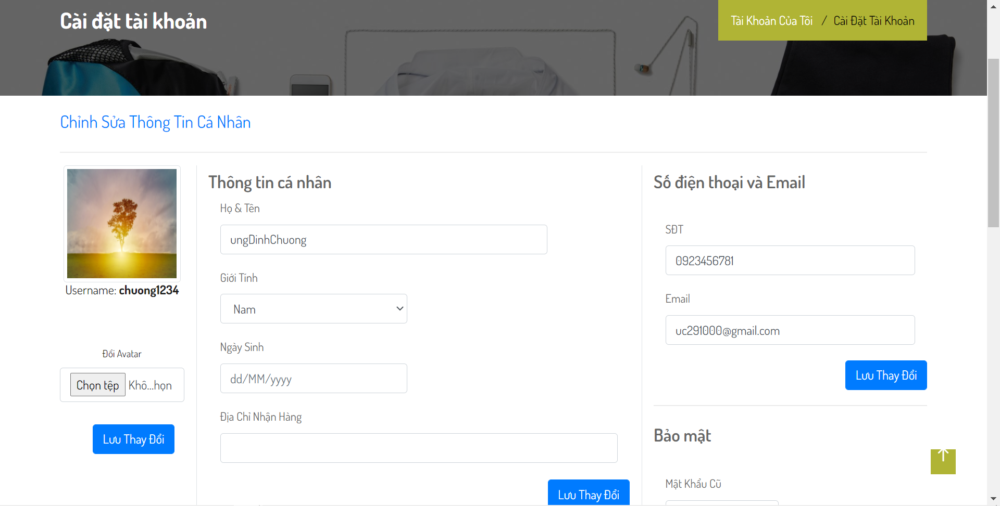 Cài đặt tài khoản
Tài Khoản Của Tôi / Cài Đặt Tài Khoản
Chỉnh Sửa Thông Tin Cá Nhân
Username: chuong1234
Đổi Avatar
Chọn tệp Khô...họn
Lưu Thay Đổi
Thông tin cá nhân
Họ & Tên
ungDinhChuong
Giới Tính
Nam
Ngày Sinh
dd/MM/yyyy
Địa Chỉ Nhận Hàng
Lưu Thay Đổi
Số điện thoại và Email
SĐT
0923456781
Email
uc291000@gmail.com
Lưu Thay Đổi
Bảo mật
Mật Khẩu Cũ